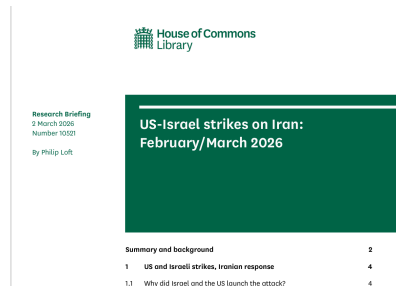 House of Commons
Library
Research Briefing
2 March 2026
Number 10521
By Philip Loft
US-Israel strikes on Iran:
February/March 2026
Summary and background 2
1 US and Israeli strikes, Iranian response 4
1.1 Why did Israel and the US launch the attack? 4